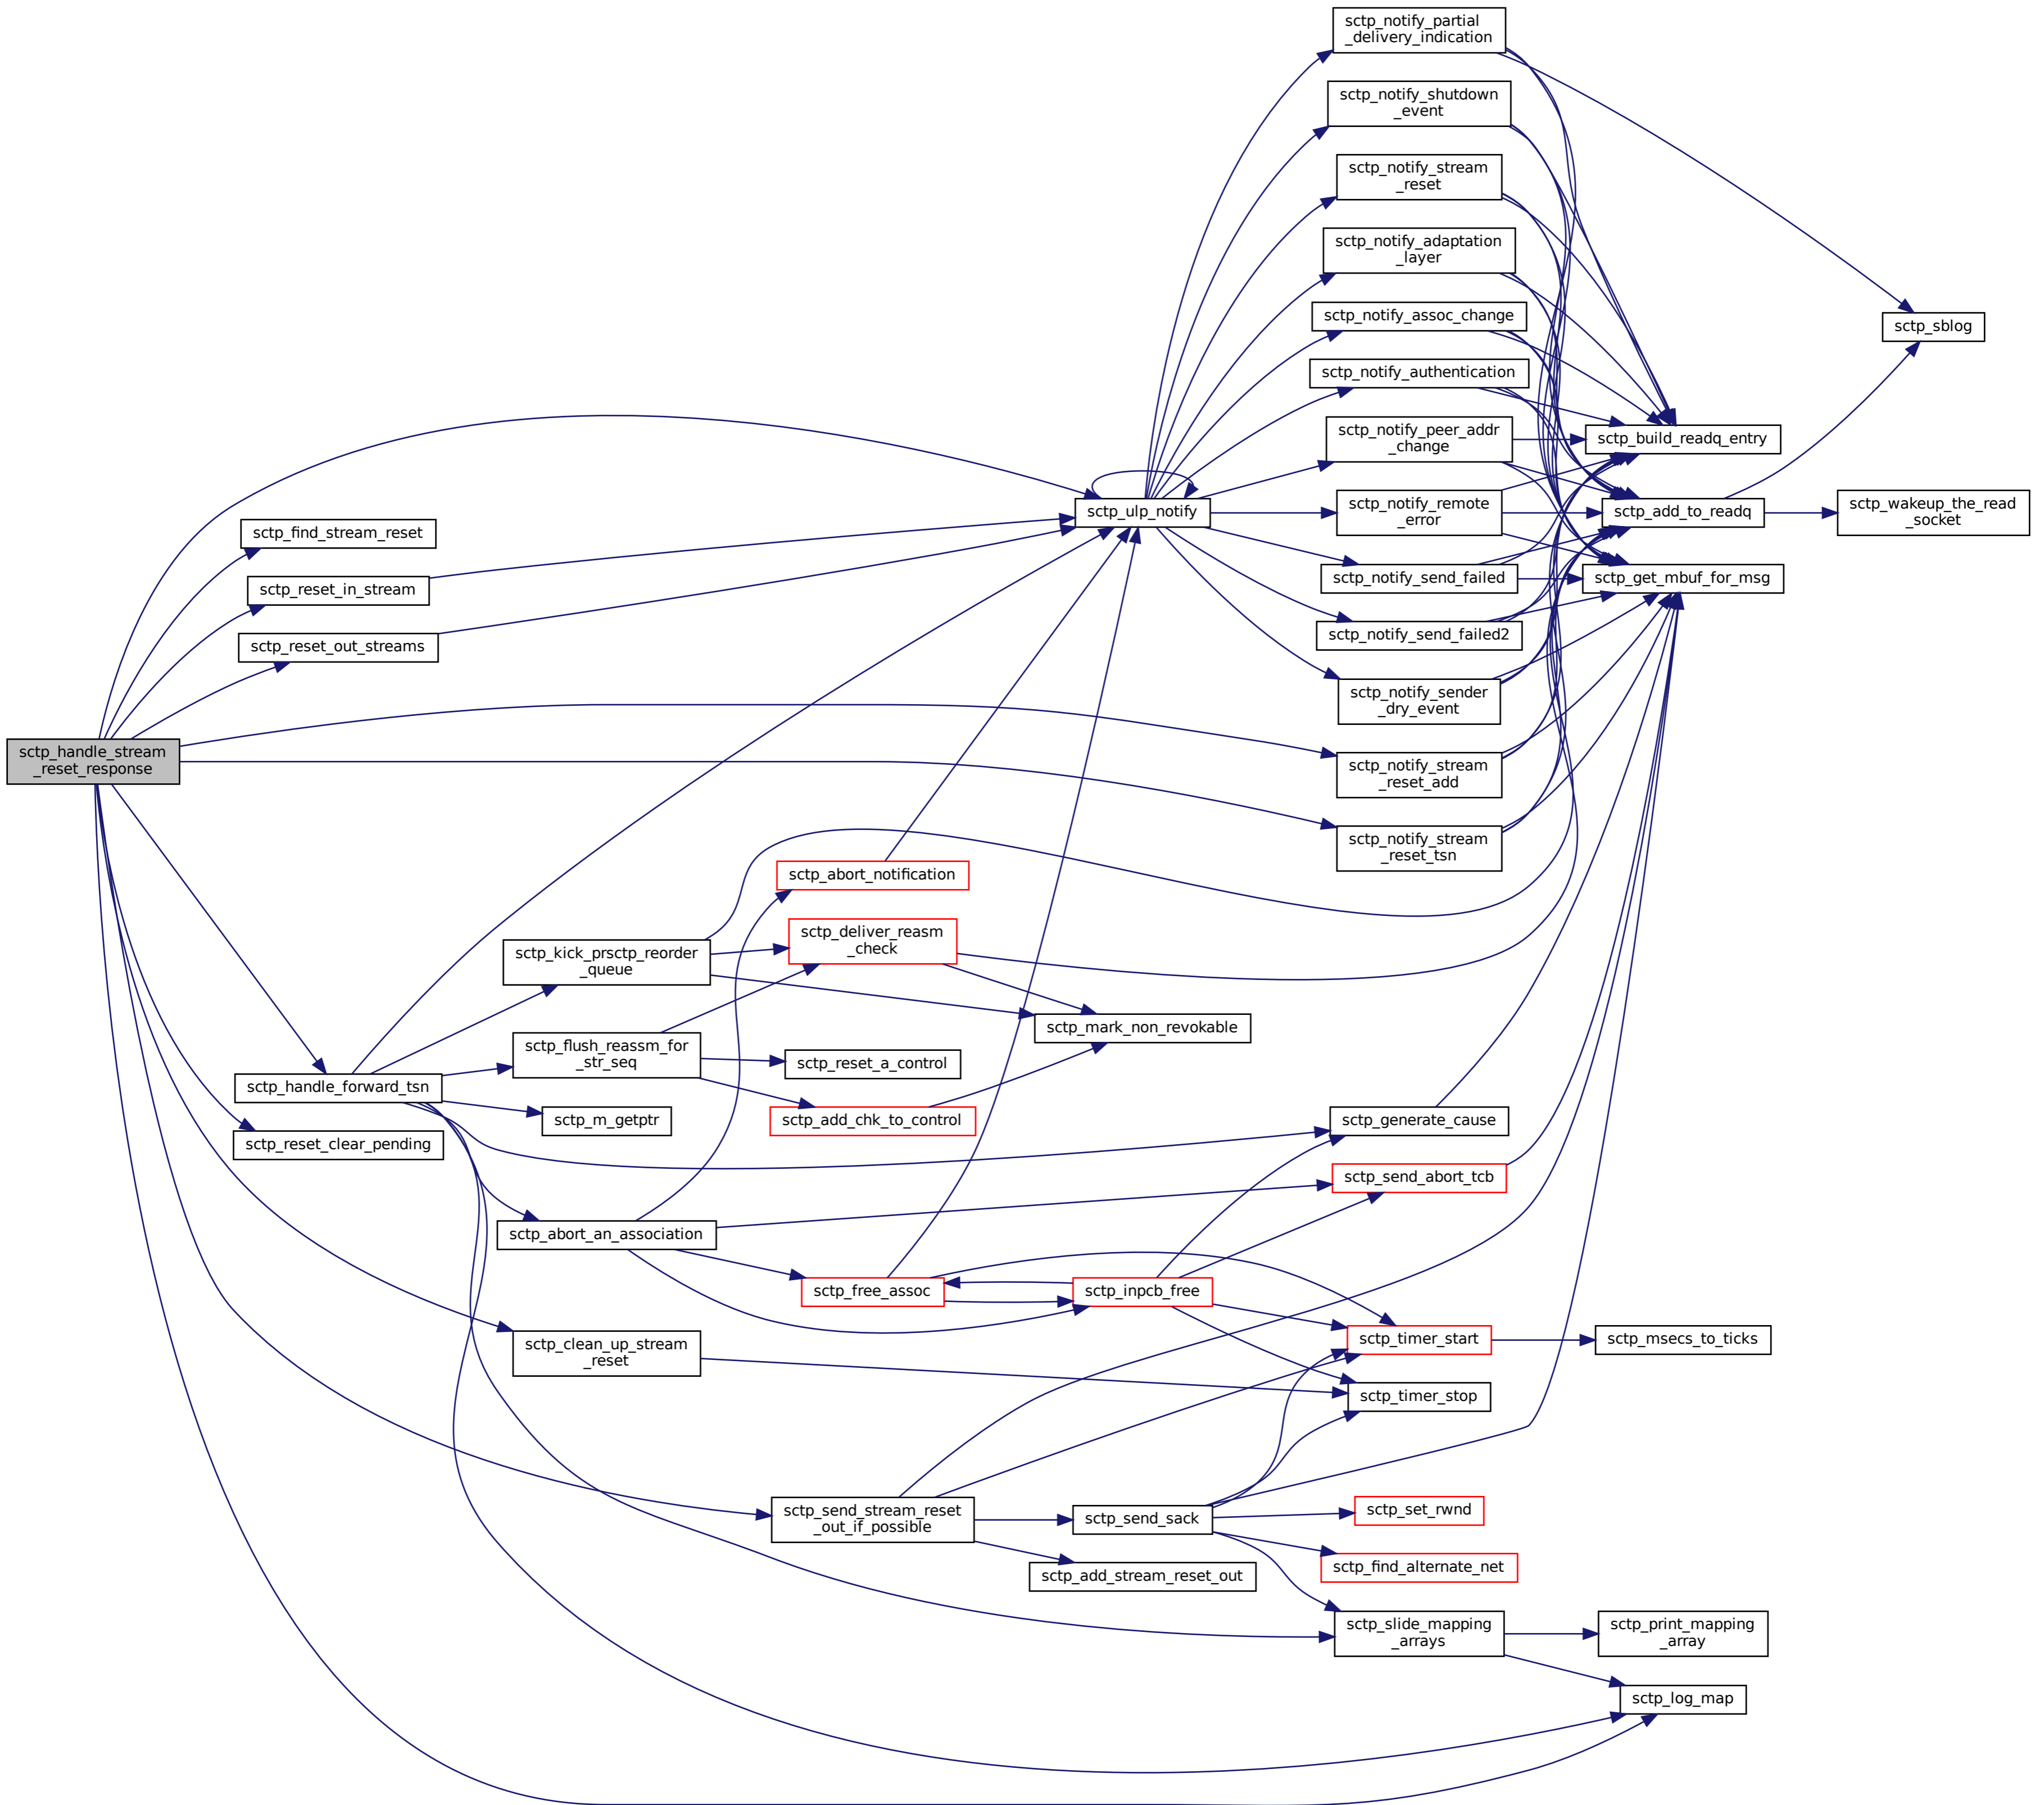 sctp_handle_stream
_reset_response
sctp_find_stream_reset
sctp_reset_in_stream
sctp_reset_out_streams
sctp_handle_forward_tsn
sctp_reset_clear_pending
sctp_kick_prsctp_reorder
_queue
sctp_flush_reassm_for
_str_seq
sctp_m_getptr
sctp_abort_an_association
sctp_clean_up_stream
_reset
sctp_abort_notification
sctp_deliver_reasm
_check
sctp_reset_a_control
sctp_add_chk_to_control
sctp_free_assoc
sctp_send_stream_reset
_out_if_possible
sctp_ulp_notify
sctp_mark_non_revokable
sctp_inpcb_free
sctp_send_sack
sctp_add_stream_reset_out
sctp_notify_partial
_delivery_indication
sctp_notify_shutdown
_event
sctp_notify_stream
_reset
sctp_notify_adaptation
_layer
sctp_notify_assoc_change
sctp_notify_authentication
sctp_notify_peer_addr
_change
sctp_notify_remote
_error
sctp_notify_send_failed
sctp_notify_send_failed2
sctp_notify_sender
_dry_event
sctp_notify_stream
_reset_add
sctp_notify_stream
_reset_tsn
sctp_generate_cause
sctp_send_abort_tcb
sctp_timer_start
sctp_timer_stop
sctp_set_rwnd
sctp_find_alternate_net
sctp_slide_mapping
_arrays
sctp_build_readq_entry
sctp_add_to_readq
sctp_get_mbuf_for_msg
sctp_msecs_to_ticks
sctp_print_mapping
_array
sctp_log_map
sctp_sblog
sctp_wakeup_the_read
_socket